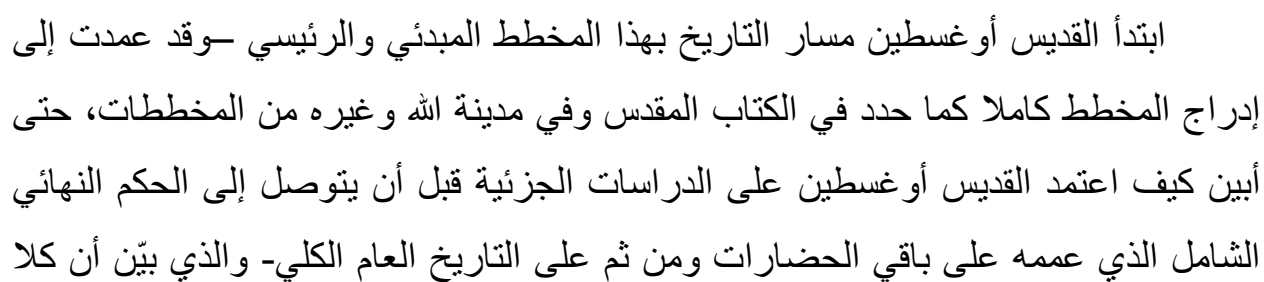 ابتدأ القديس أوغسطين مسار التاريخ بهذا المخطط المبدئي والرئيسي –وقد عمدت إلى
إدراج المخطط كاملا كما حدد في الكتاب المقدس وفي مدينة الله وغيره من المخططات، حتى
أبين كيف اعتمد القديس أوغسطين على الدراسات الجزئية قبل أن يتوصل إلى الحكم النهائي
الشامل الذي عممه على باقي الحضارات ومن ثم على التاريخ العام الكلي- والذي بيّن أن كلا